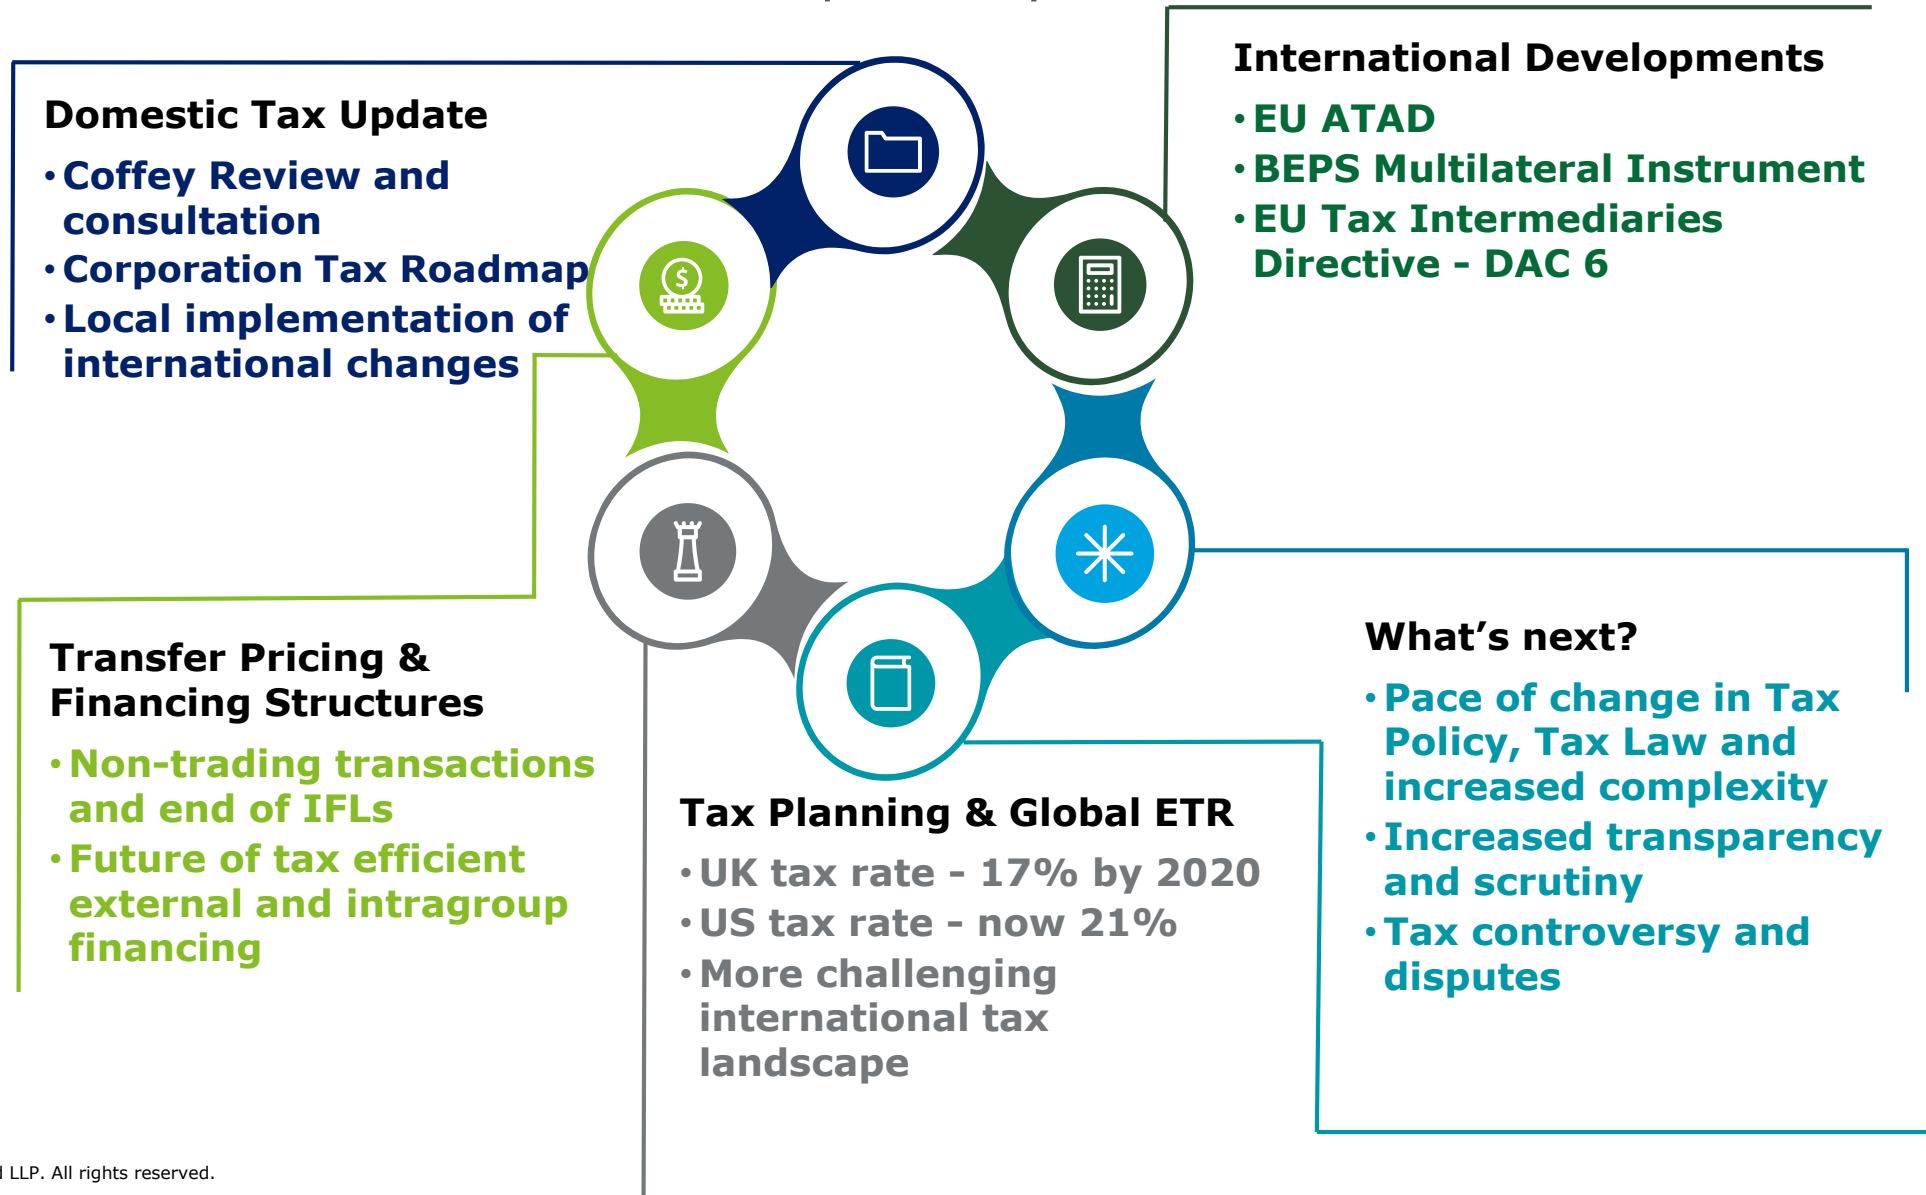 Domestic Tax Update
• Coffey Review and
consultation
• Corporation Tax Roadmap
• Local implementation of
international changes
International Developments
• EU ATAD
• BEPS Multilateral Instrument
• EU Tax Intermediaries
Directive - DAC 6
$
Transfer Pricing &
Financing Structures
• Non-trading transactions
and end of IFLs
• Future of tax efficient
external and intragroup
financing
Tax Planning & Global ETR
• UK tax rate - 17% by 2020
• US tax rate - now 21%
• More challenging
international tax
landscape
What’s next?
• Pace of change in Tax
Policy, Tax Law and
increased complexity
• Increased transparency
and scrutiny
• Tax controversy and
disputes
LLP. All rights reserved.